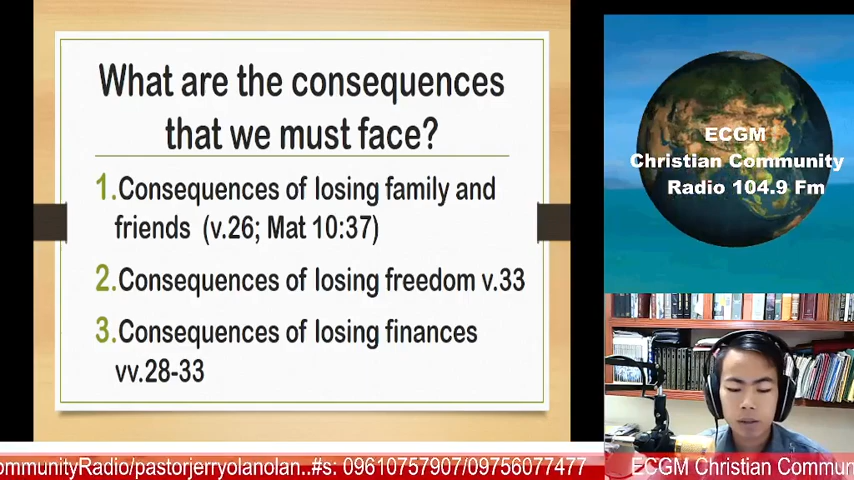 What are the consequences
that we must face?
1.Consequences of losing family and
friends (v.26; Mat 10:37)
2.Consequences of losing freedom v.33
3.Consequences of losing finances
vv.28-33
ECGM
Christian Community
Radio 104.9 Fm
ommunityRadio/pastorjerryolanolan..#s: 09610757907/09756077477
ECGM Christian Commun